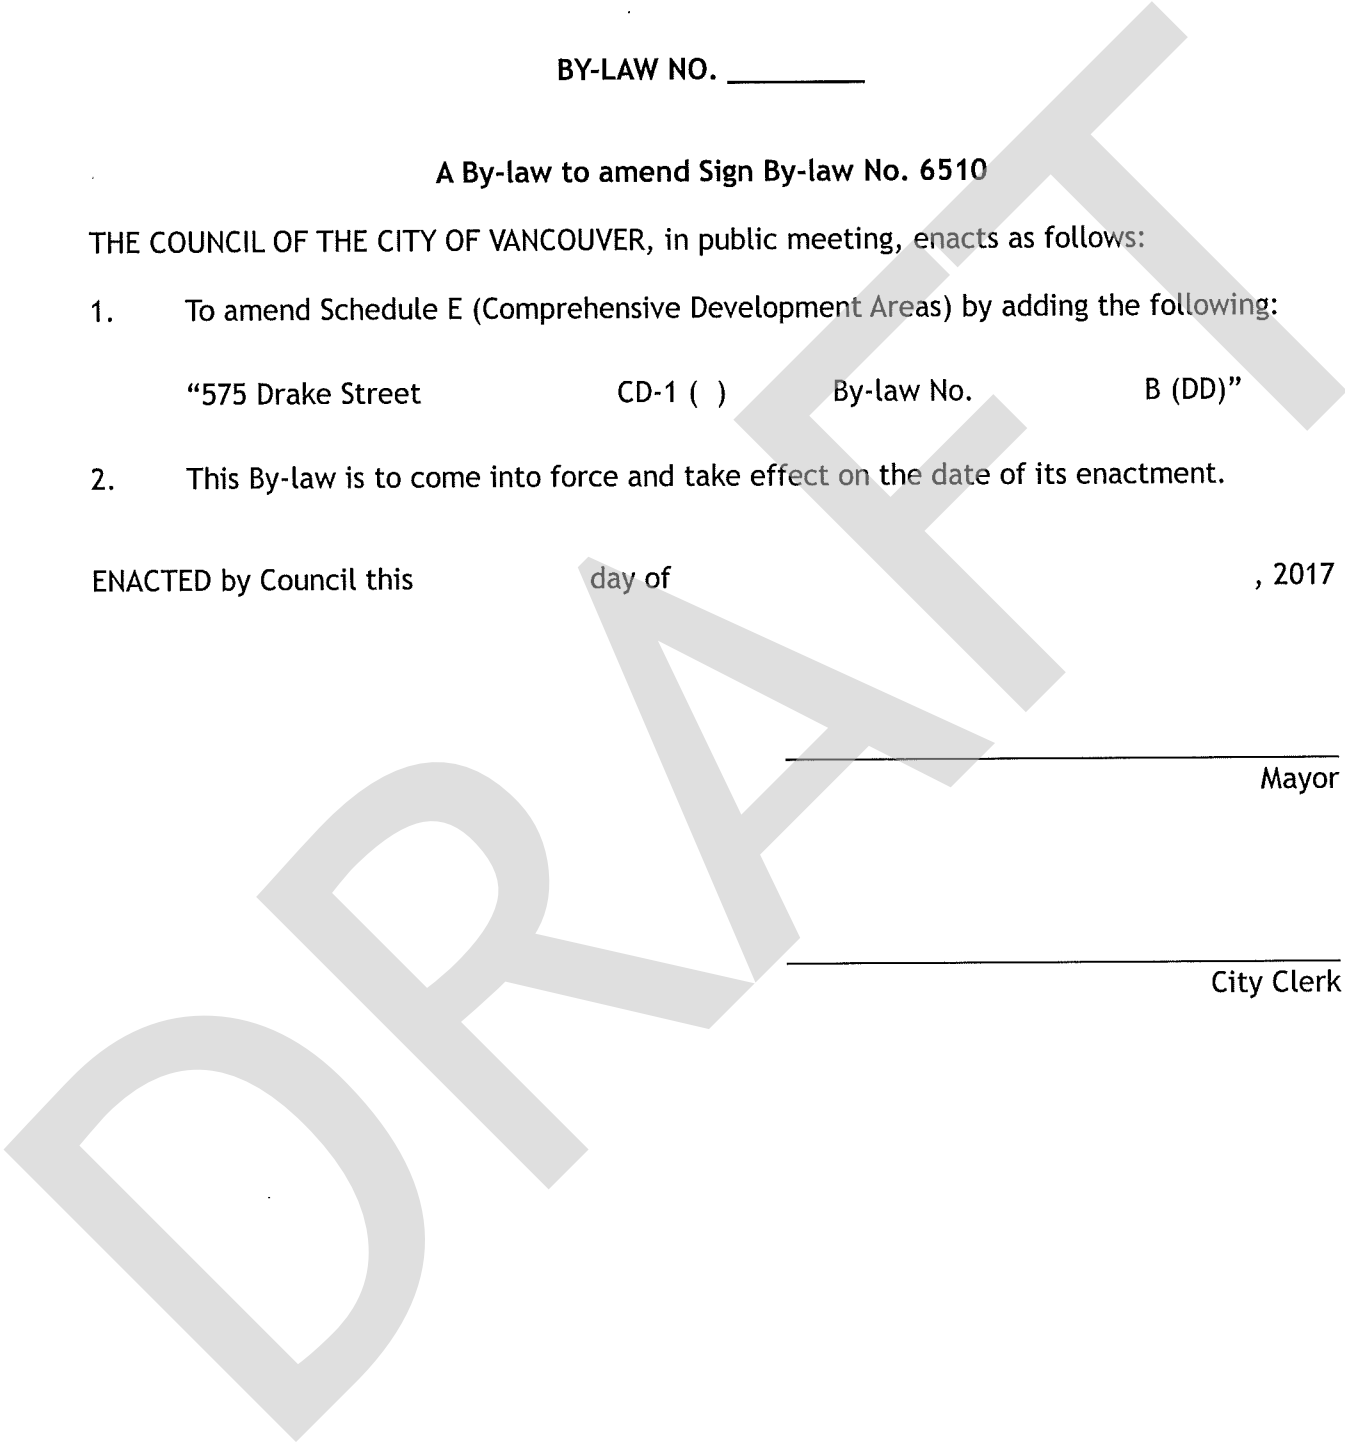 BY-LAW NO. ________
A By-law to amend Sign By-law No. 6510
THE COUNCIL OF THE CITY OF VANCOUVER, in public meeting, enacts as follows:
1. To amend Schedule E (Comprehensive Development Areas) by adding the following:
“575 Drake Street CD-1 ( ) By-law No. B (DD)”
2. This By-law is to come into force and take effect on the date of its enactment.
ENACTED by Council this day of , 2017
Mayor
City Clerk
DRAFT